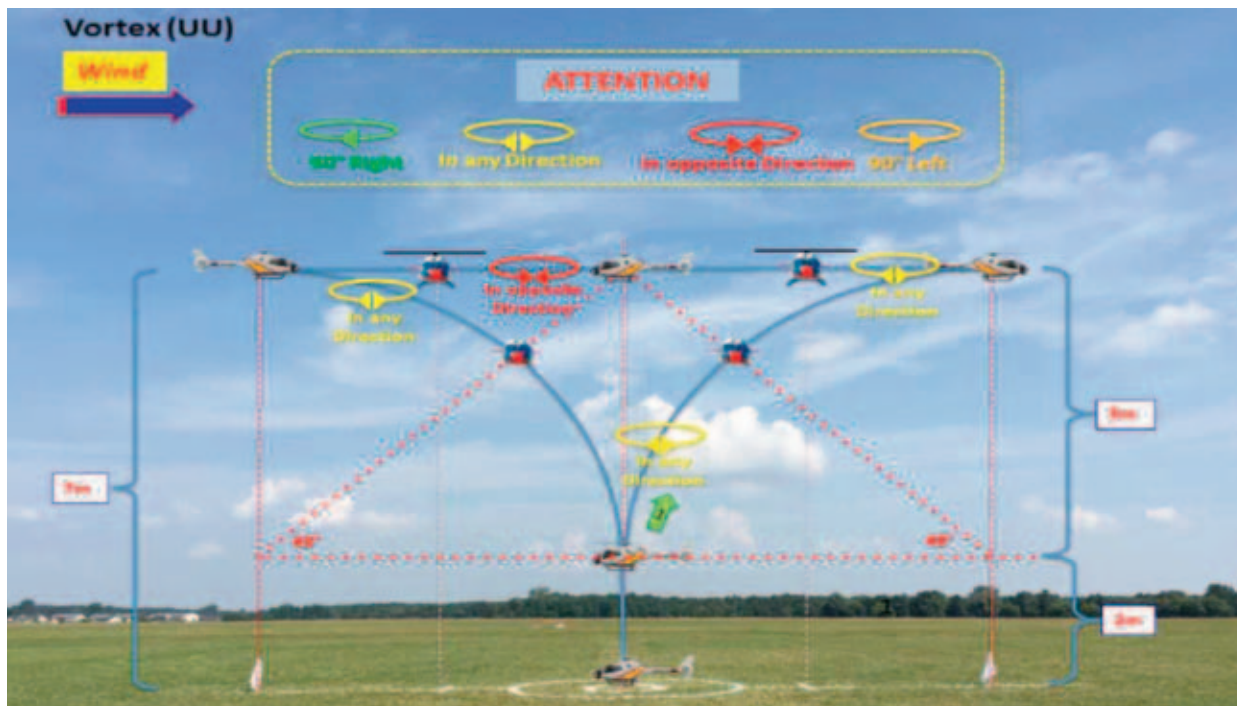 Vortex (UU)
Wind
ATTENTION
90° Right
In any Direction
In opposite Direction
90° Left
In opposite
Direction
In any
Direction
In any
Direction
In any
Direction
7m
45°
45°
2m